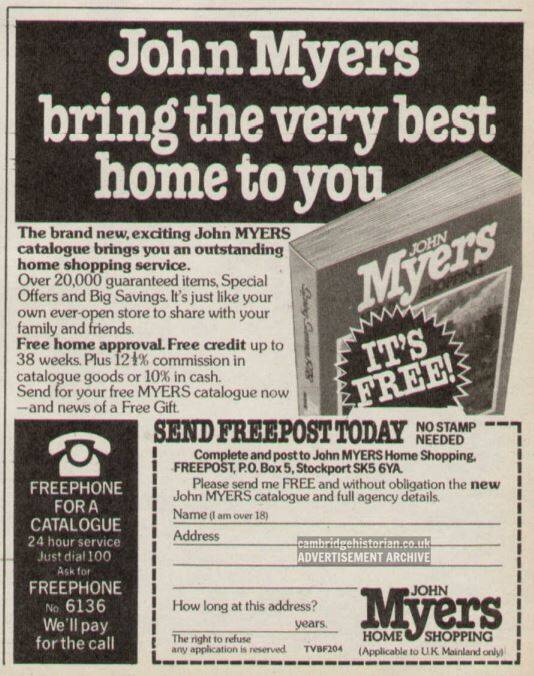 John Myers
bring the very best
home to you
The brand new, exciting John MYERS
catalogue brings you an outstanding
home shopping service.
Over 20,000 guaranteed items, Special
Offers and Big Savings. It's just like your
own ever-open store to share with your
family and friends.
Free home approval. Free credit up to
38 weeks. Plus 12½% commission in
catalogue goods or 10% in cash.
Send for your free MYERS catalogue now
—and news of a Free Gift.
JOHN
Myers
SHOPPING
IT'S
FREE!
SEND FREEPOST TODAY NO STAMP
NEEDED
Complete and post to John MYERS Home Shopping,
FREEPOST, P.O. Box 5, Stockport SK5 6YA.
Please send me FREE and without obligation the new
John MYERS catalogue and full agency details.
Name (I am over 18)
Address
cambridgehistorian.co.uk
ADVERTISEMENT ARCHIVE
How long at this address?
years.
The right to refuse
any application is reserved. TVBF204
JOHN
Myers
HOME SHOPPING
(Applicable to U.K. Mainland only)
FREEPHONE
FOR A
CATALOGUE
24 hour service
Just dial 100
Ask for
FREEPHONE
No. 6136
We'll pay
for the call